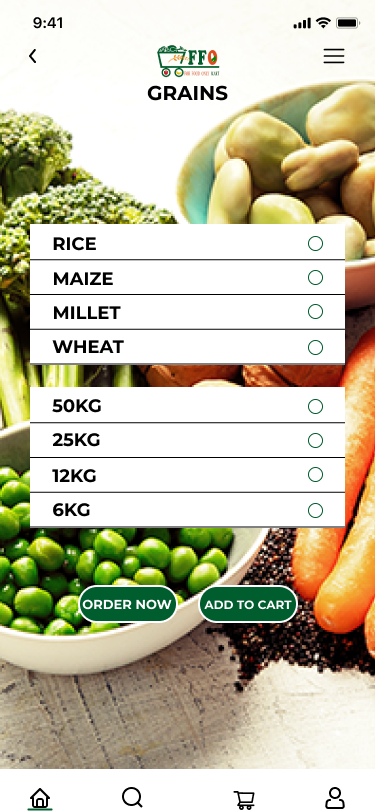 9:41
FFO
GRAINS
RICE
MAIZE
MILLET
WHEAT
50KG
25KG
12KG
6KG
ORDER NOW
ADD TO CART